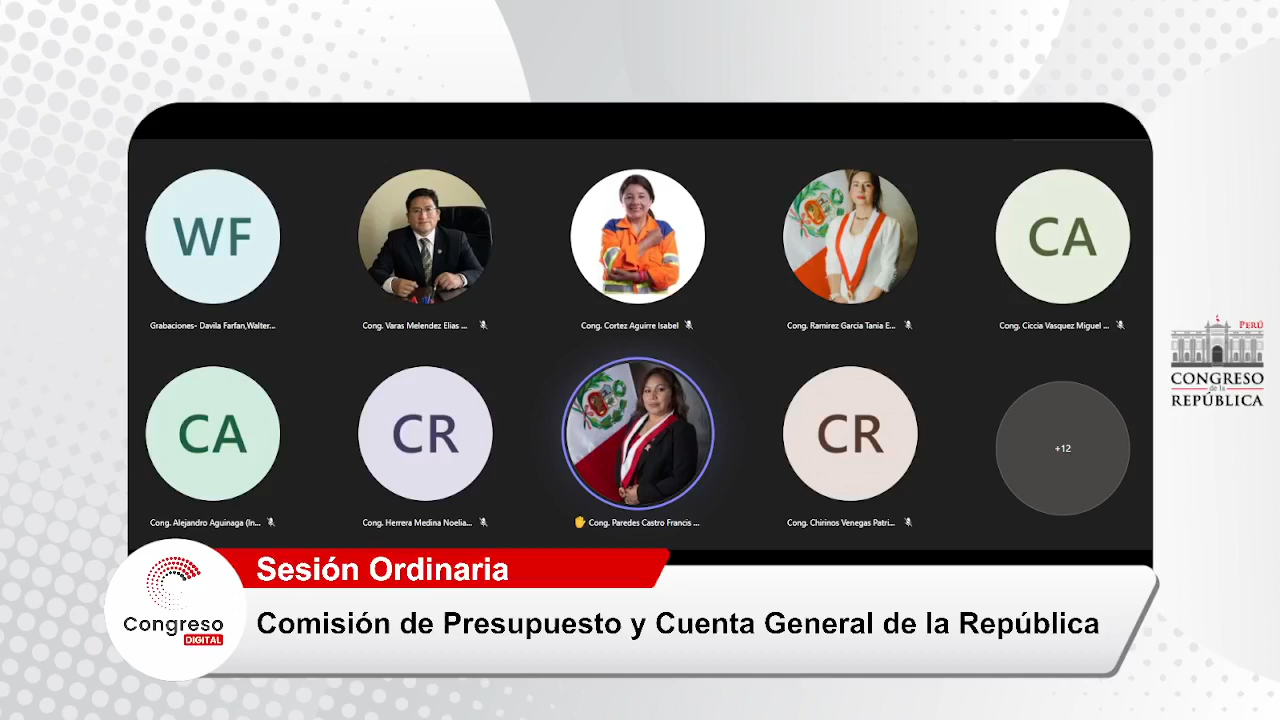 WF
CA
Grabaciones- Davila Farfan,Walter...
Cong. Varas Melendez Elias ...
Cong. Cortez Aguirre Isabel
Cong. Ramirez Garcia Tania E...
Cong. Ciccia Vasquez Miguel ...
PERÚ
CONGRESO
de la
REPÚBLICA
CA
CR
CR
+12
Cong. Alejandro Aguinaga (In...
Cong. Herrera Medina Noelia...
Cong. Paredes Castro Francis ...
Cong. Chirinos Venegas Patri...
Sesión Ordinaria
Congreso
DIGITAL
Comisión de Presupuesto y Cuenta General de la República